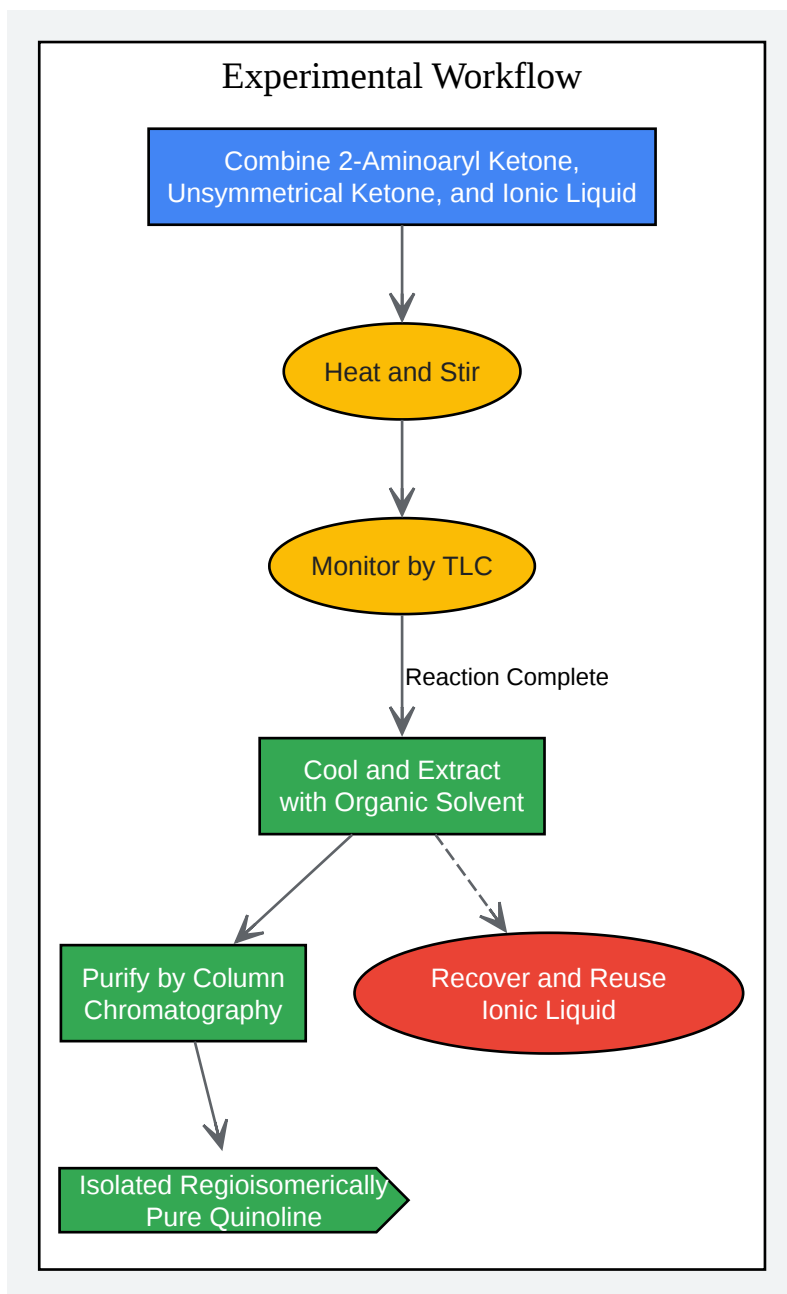 Experimental Workflow
Combine 2-Aminoaryl Ketone,
Unsymmetrical Ketone, and Ionic Liquid
Heat and Stir
Monitor by TLC
Reaction Complete
Cool and Extract
with Organic Solvent
Purify by Column
Chromatography
Recover and Reuse
Ionic Liquid
Isolated Regioisomerically
Pure Quinoline